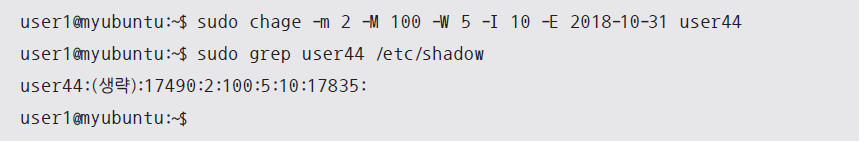 user1@myubuntu:~$ sudo chage -m 2 -M 100 -W 5 -I 10 -E 2018-10-31 user44
user1@myubuntu:~$ sudo grep user44 /etc/shadow
user44:(생략):17490:2:100:5:10:17835:
user1@myubuntu:~$